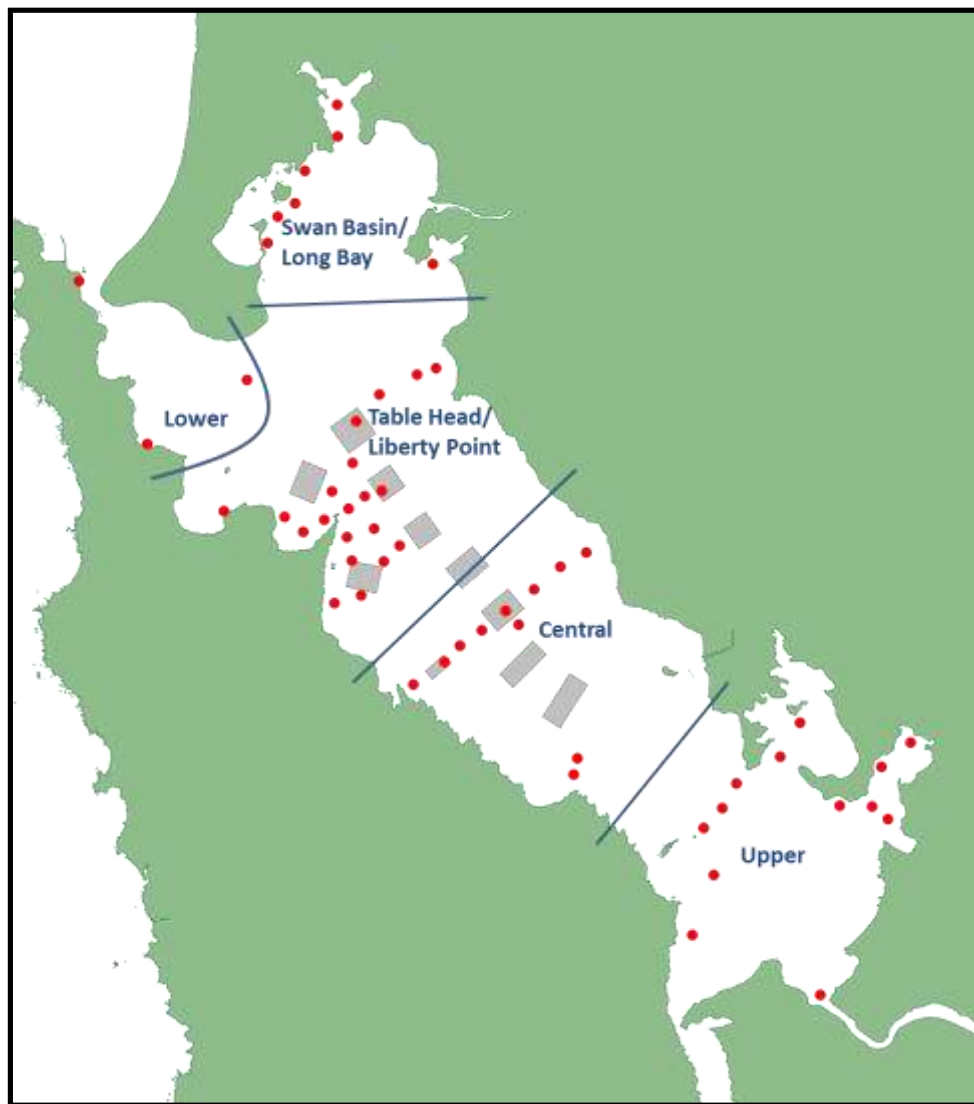 Swan Basin/
Long Bay
Lower
Table Head/
Liberty Point
Central
Upper